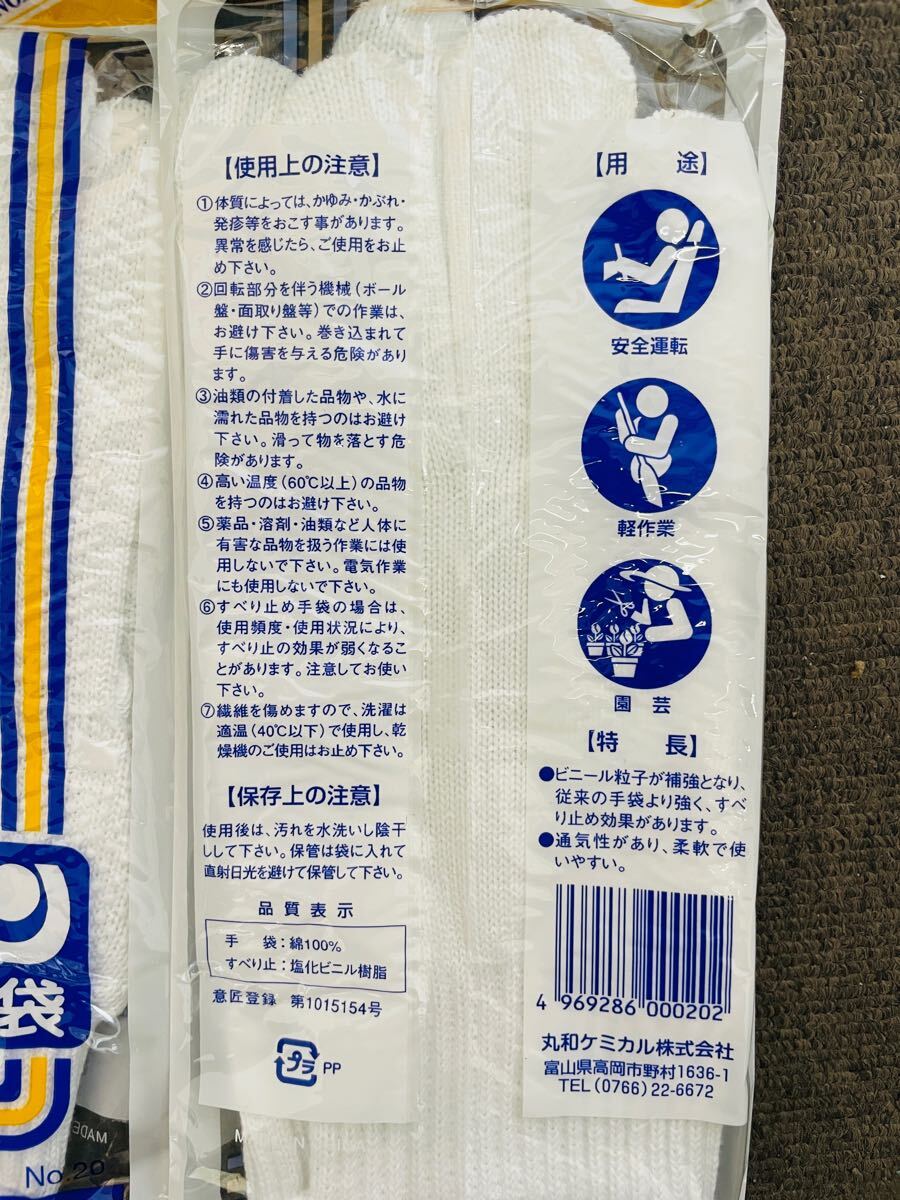 【使用上の注意】
①体質によっては、かゆみ・かぶれ・
発疹等をおこす事があります。
異常を感じたら、ご使用をお止
め下さい。
②回転部分を伴う機械（ボール
盤・面取り盤等）での作業は、
お避け下さい。巻き込まれて
手に傷害を与える危険があり
ます。
③油類の付着した品物や、水に
濡れた品物を持つのはお避け
下さい。滑って物を落とす危
険があります。
④高い温度（60℃以上）の品物
を持つのはお避け下さい。
⑤薬品・溶剤・油類など人体に
有害な品物を扱う作業には使
用しないで下さい。電気作業
にも使用しないで下さい。
⑥すべり止め手袋の場合は、
使用頻度・使用状況により、
すべり止の効果が弱くなるこ
とがあります。注意してお使い
下さい。
⑦繊維を傷めますので、洗濯は
適温（40℃以下）で使用し、乾
燥機のご使用はお止め下さい。
【保存上の注意】
使用後は、汚れを水洗いし陰干
しして下さい。保管は袋に入れて
直射日光を避けて保管して下さい。
品質表示
手　袋：綿100%
すべり止：塩化ビニル樹脂
意匠登録　第1015154号
プラ PP
【用　途】
安全運転
軽作業
園芸
【特　長】
●ビニール粒子が補強となり、
従来の手袋より強く、すべ
り止め効果があります。
●通気性があり、柔軟で使
いやすい。
4 969286 000202
丸和ケミカル株式会社
富山県高岡市野村1636-1
TEL（0766）22-6672
袋
MADE
No.20